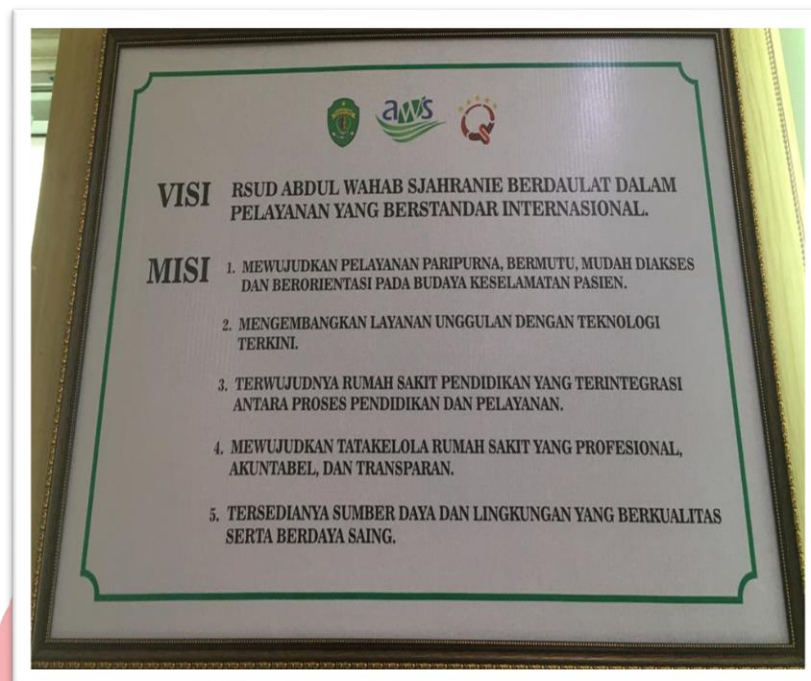 aws
VISI RSUD ABDUL WAHAB SJAHRANIE BERDAULAT DALAM
PELAYANAN YANG BERSTANDAR INTERNASIONAL.
MISI 1. MEWUJUDKAN PELAYANAN PARIPURNA, BERMUTU, MUDAH DIAKSES
DAN BERORIENTASI PADA BUDAYA KESELAMATAN PASIEN.
2. MENGEMBANGKAN LAYANAN UNGGULAN DENGAN TEKNOLOGI
TERKINI.
3. TERWUJUDNYA RUMAH SAKIT PENDIDIKAN YANG TERINTEGRASI
ANTARA PROSES PENDIDIKAN DAN PELAYANAN.
4. MEWUJUDKAN TATAKELOLA RUMAH SAKIT YANG PROFESIONAL,
AKUNTABEL, DAN TRANSPARAN.
5. TERSEDIANYA SUMBER DAYA DAN LINGKUNGAN YANG BERKUALITAS
SERTA BERDAYA SAING.